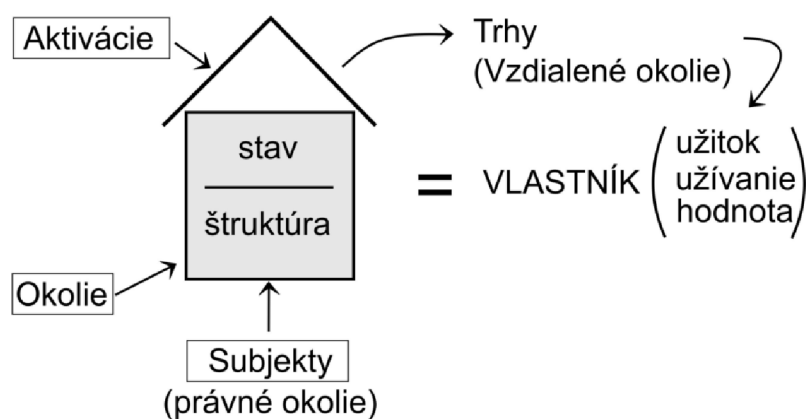 Aktivácie
Trhy
(Vzdialené okolie)
stav
štruktúra
= VLASTNÍK
užitok
užívanie
hodnota
Okolie
Subjekty
(právné okolie)